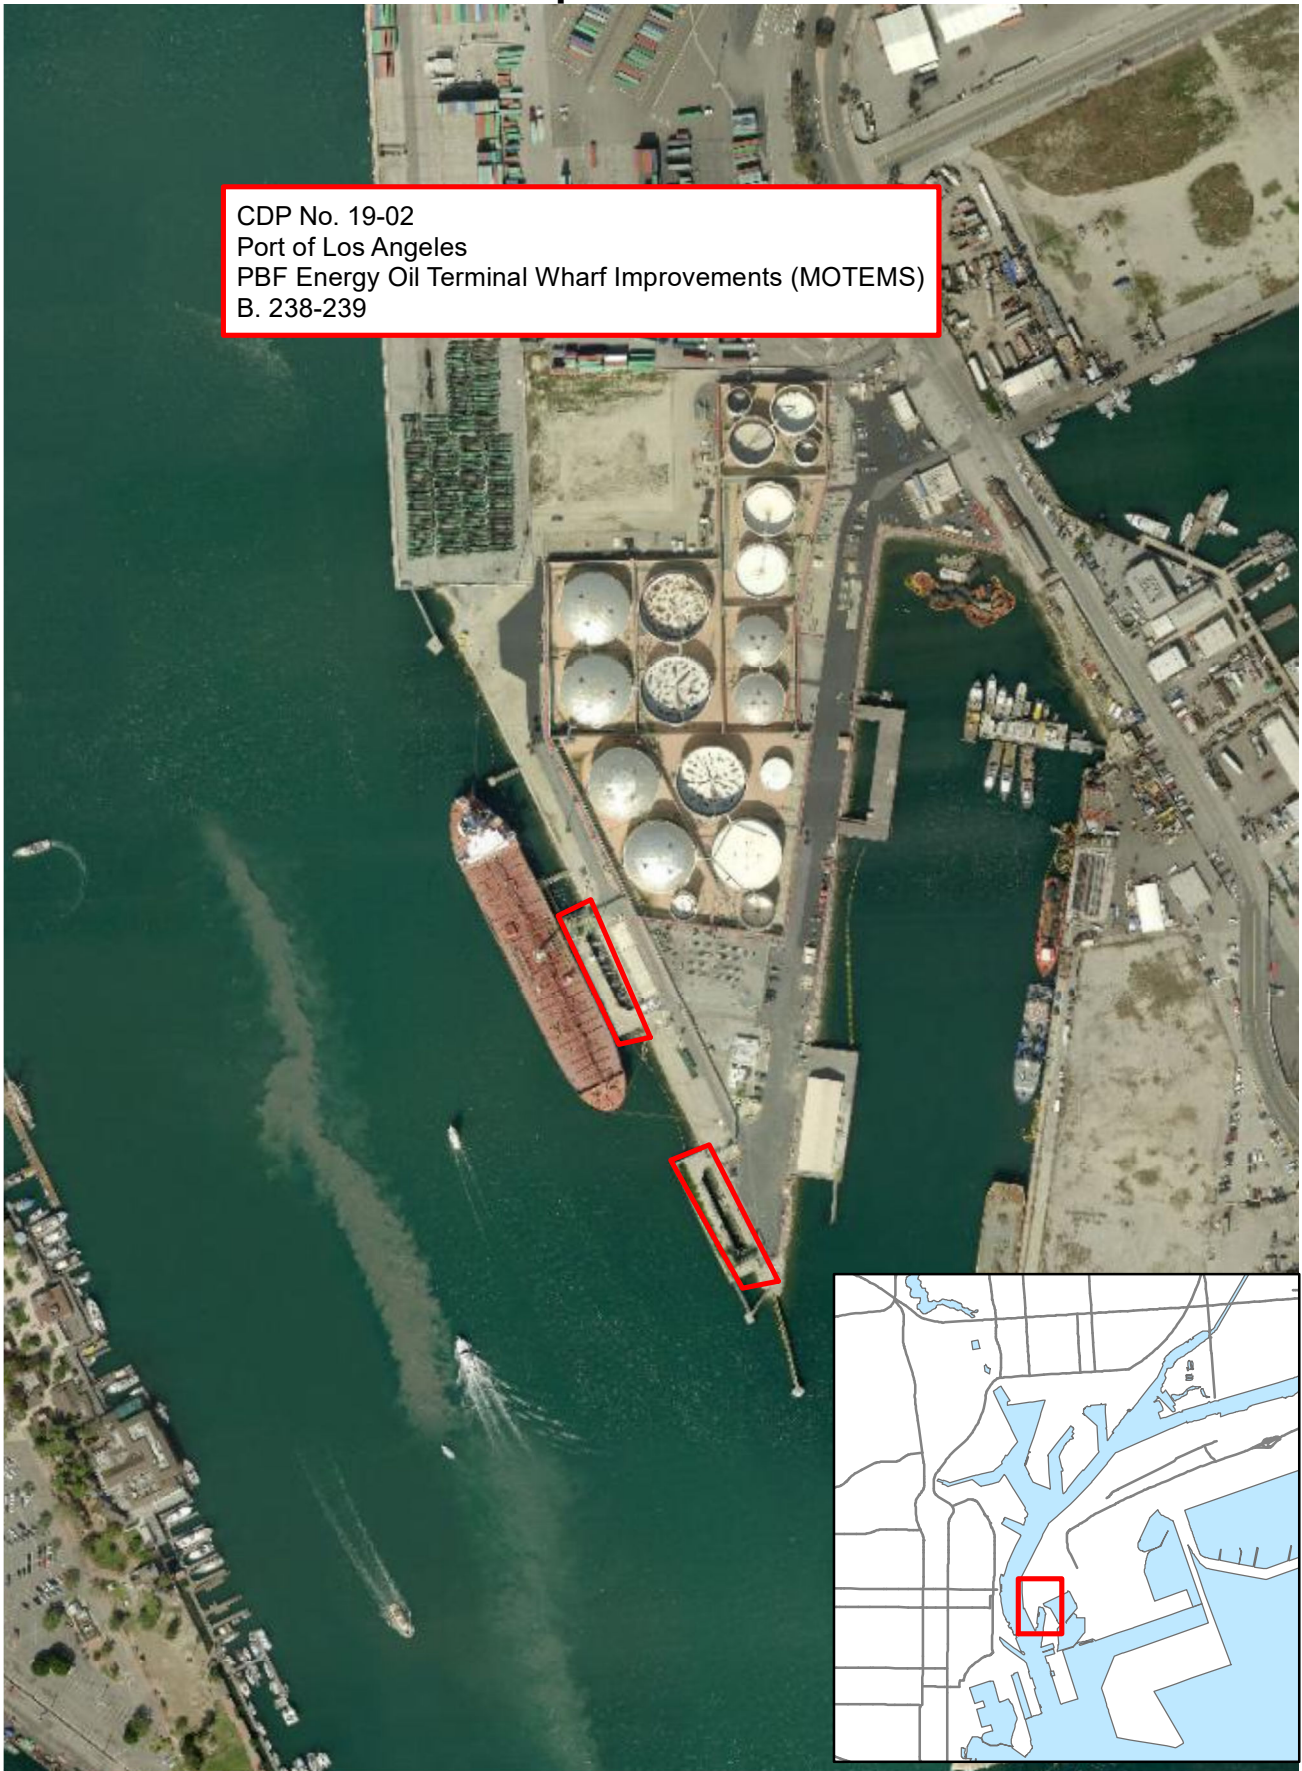 CDP No. 19-02
Port of Los Angeles
PBF Energy Oil Terminal Wharf Improvements (MOTEMS)
B. 238-239